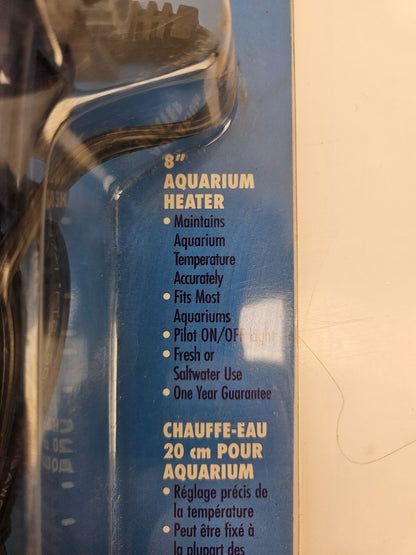 8"
AQUARIUM
HEATER
• Maintains
Aquarium
Temperature
Accurately
• Fits Most
Aquariums
• Pilot ON/OFF Light
• Fresh or
Saltwater Use
• One Year Guarantee
CHAUFFE-EAU
20 cm POUR
AQUARIUM
• Réglage précis de
la température
• Peut être fixé à
la plupart des